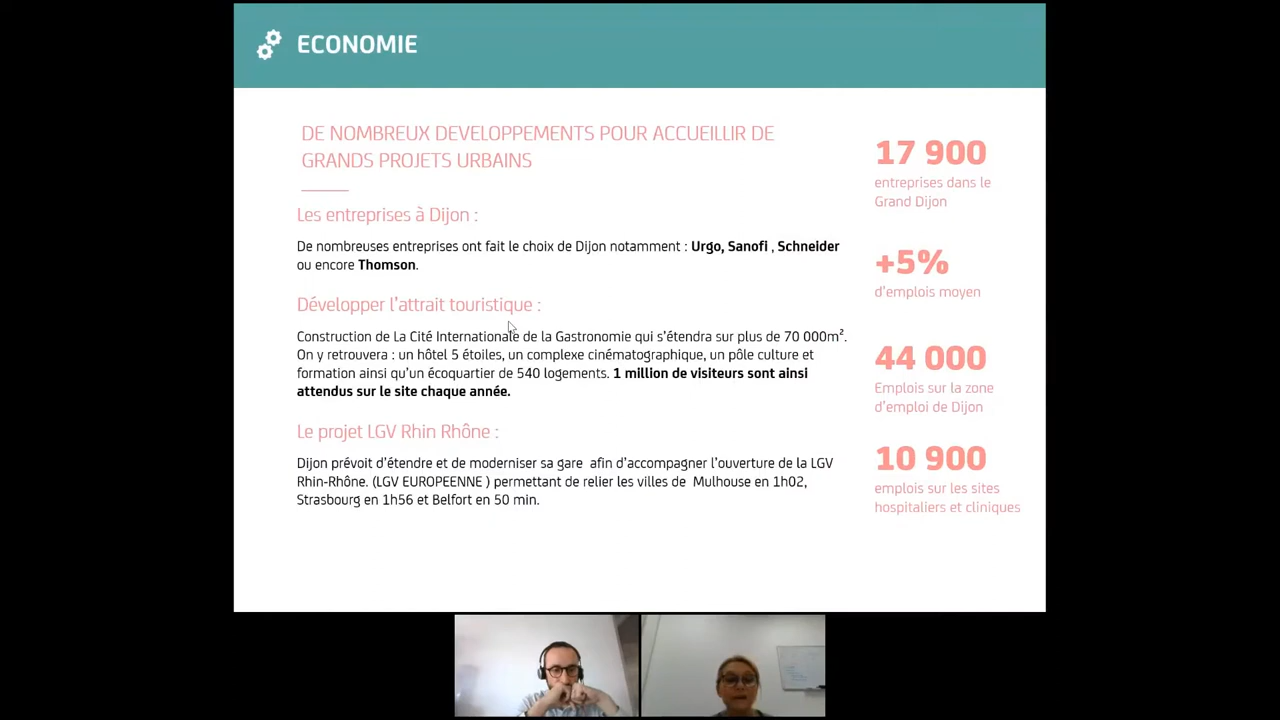 ECONOMIE
DE NOMBREUX DEVELOPPEMENTS POUR ACCUEILLIR DE
GRANDS PROJETS URBAINS
Les entreprises à Dijon :
De nombreuses entreprises ont fait le choix de Dijon notamment : Urgo, Sanofi , Schneider
ou encore Thomson.
Développer l'attrait touristique :
Construction de La Cité Internationale de la Gastronomie qui s'étendra sur plus de 70 000m².
On y retrouvera : un hôtel 5 étoiles, un complexe cinématographique, un pôle culture et
formation ainsi qu'un écoquartier de 540 logements. 1 million de visiteurs sont ainsi
attendus sur le site chaque année.
Le projet LGV Rhin Rhône :
Dijon prévoit d'étendre et de moderniser sa gare afin d'accompagner l'ouverture de la LGV
Rhin-Rhône. (LGV EUROPEENNE ) permettant de relier les villes de Mulhouse en 1h02,
Strasbourg en 1h56 et Belfort en 50 min.
17 900
entreprises dans le
Grand Dijon
+5%
d'emplois moyen
44 000
Emplois sur la zone
d'emploi de Dijon
10 900
emplois sur les sites
hospitaliers et cliniques